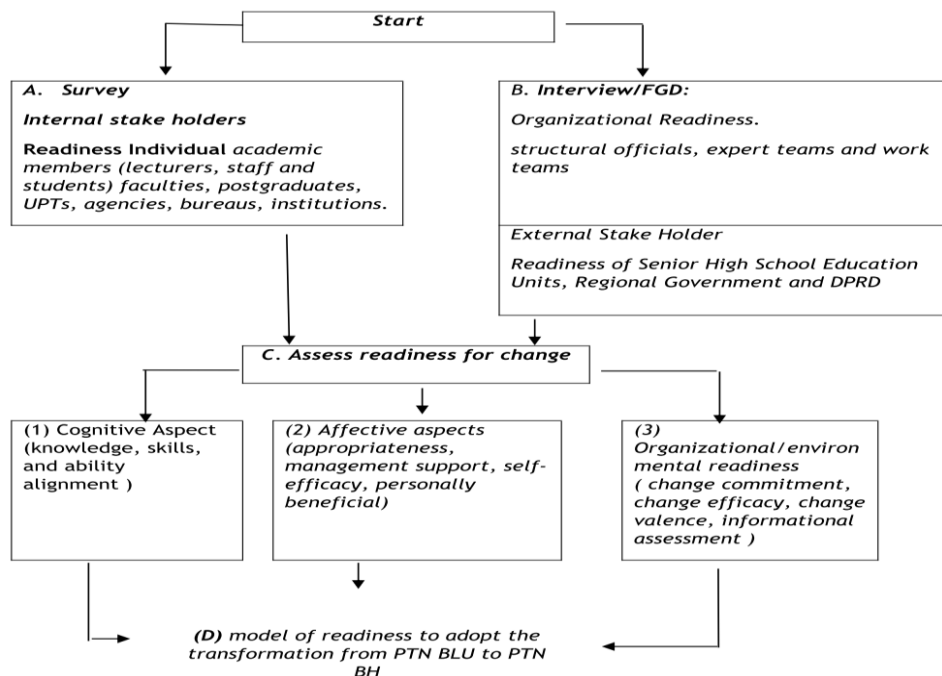 Start
A. Survey
Internal stake holders
Readiness Individual academic
members (lecturers, staff and
students) faculties, postgraduates,
UPTs, agencies, bureaus, institutions.
B. Interview/FGD:
Organizational Readiness.
structural officials, expert teams and work
teams
External Stake Holder
Readiness of Senior High School Education
Units, Regional Government and DPRD
C. Assess readiness for change
(1) Cognitive Aspect
(knowledge, skills,
and ability
alignment )
(2) Affective aspects
(appropriateness,
management support, self-
efficacy, personally
beneficial)
(3)
Organizational/environ
mental readiness
( change commitment,
change efficacy, change
valence, informational
assessment )
(D) model of readiness to adopt the
transformation from PTN BLU to PTN
BH